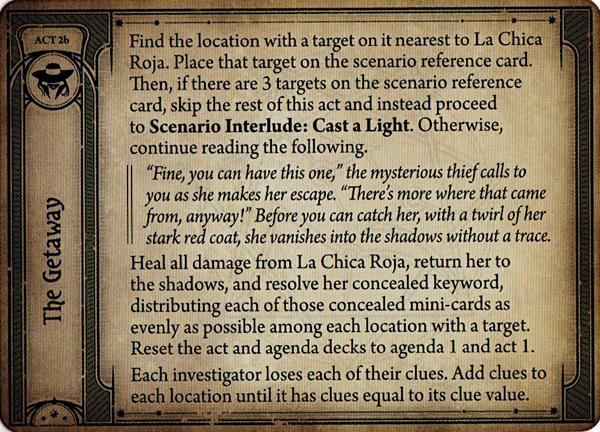 ACT 2b
The Getaway
Find the location with a target on it nearest to La Chica
Roja. Place that target on the scenario reference card.
Then, if there are 3 targets on the scenario reference
card, skip the rest of this act and instead proceed
to Scenario Interlude: Cast a Light. Otherwise,
continue reading the following.
“Fine, you can have this one,” the mysterious thief calls to
you as she makes her escape. “There’s more where that came
from, anyway!” Before you can catch her, with a twirl of her
stark red coat, she vanishes into the shadows without a trace.
Heal all damage from La Chica Roja, return her to
the shadows, and resolve her concealed keyword,
distributing each of those concealed mini-cards as
evenly as possible among each location with a target.
Reset the act and agenda decks to agenda 1 and act 1.
Each investigator loses each of their clues. Add clues to
each location until it has clues equal to its clue value.